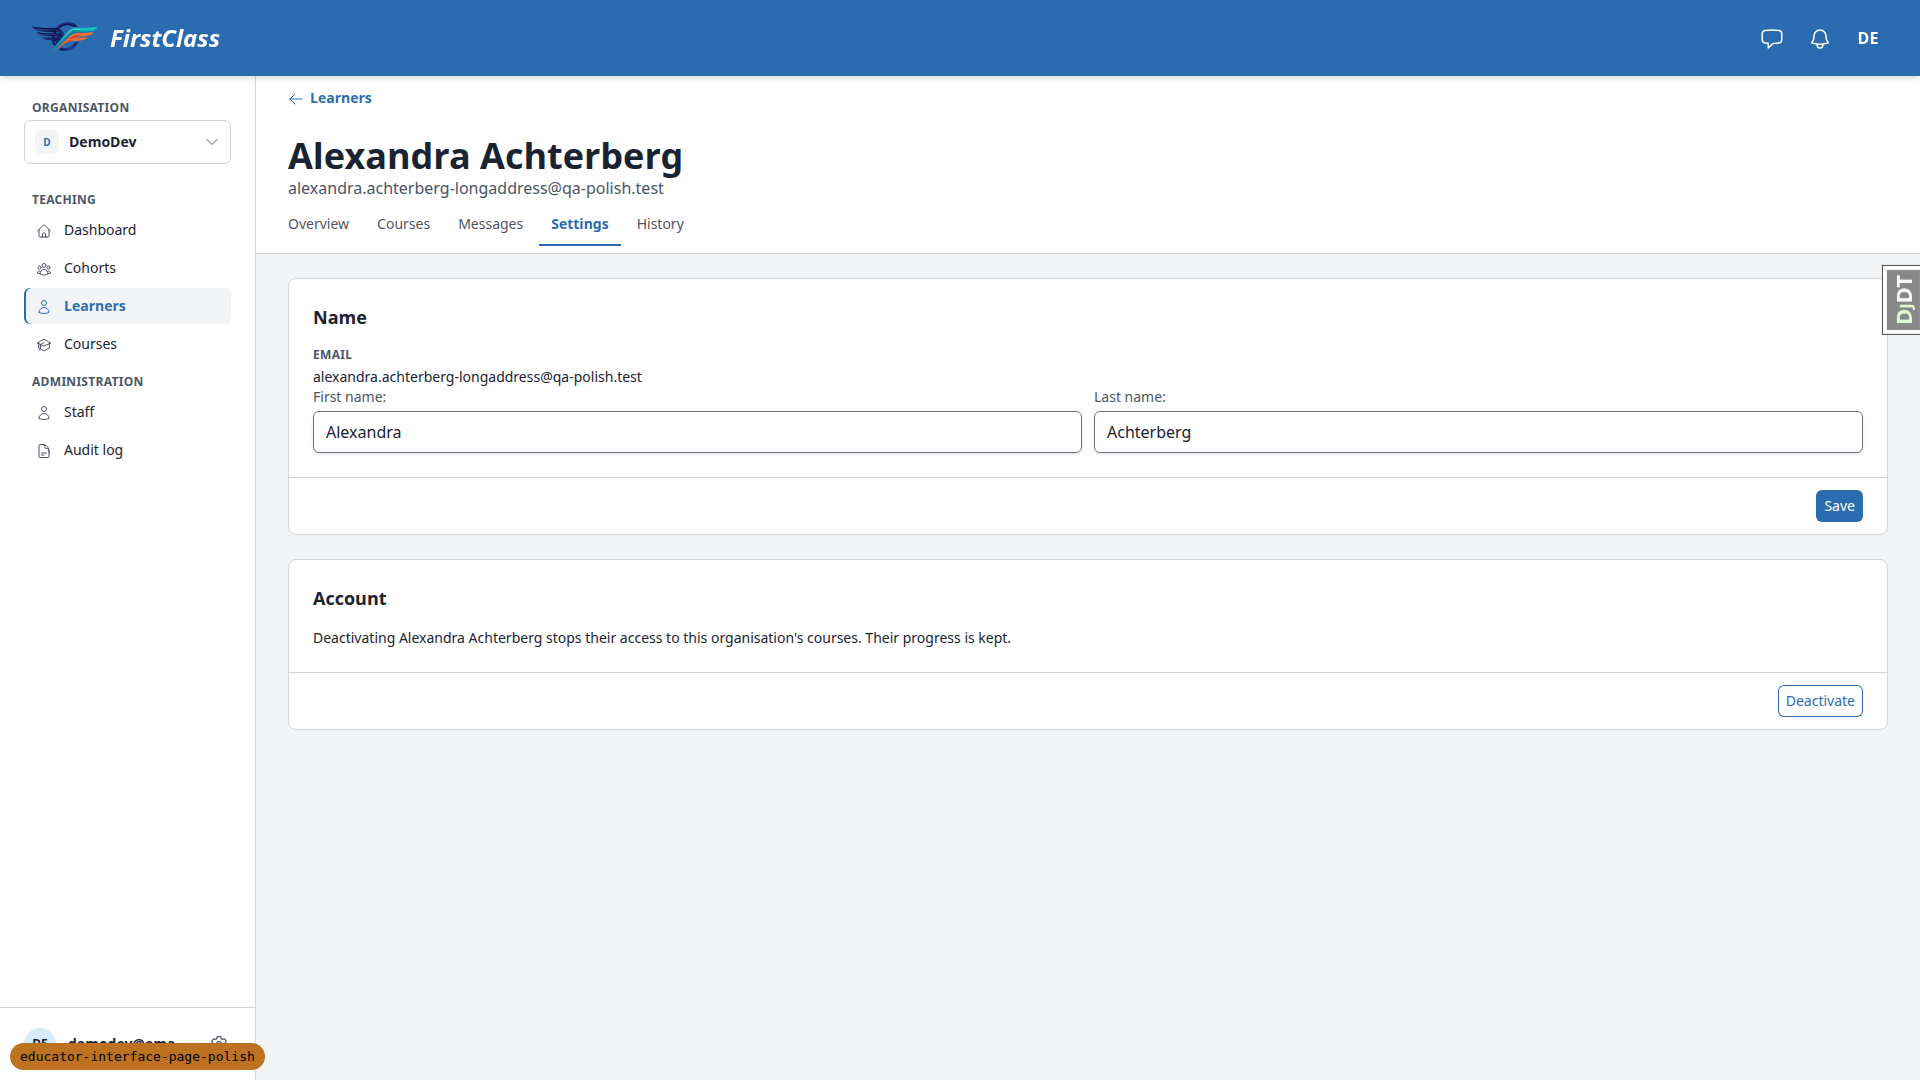 FirstClass
DE
ORGANISATION
D DemoDev
TEACHING
Dashboard
Cohorts
Learners
Courses
ADMINISTRATION
Staff
Audit log
Learners
Alexandra Achterberg
alexandra.achterberg-longaddress@qa-polish.test
Overview Courses Messages Settings History
Name
EMAIL
alexandra.achterberg-longaddress@qa-polish.test
First name: Last name:
Alexandra Achterberg
Save
Account
Deactivating Alexandra Achterberg stops their access to this organisation's courses. Their progress is kept.
Deactivate
DJDT
DE demodev@ema
educator-interface-page-polish